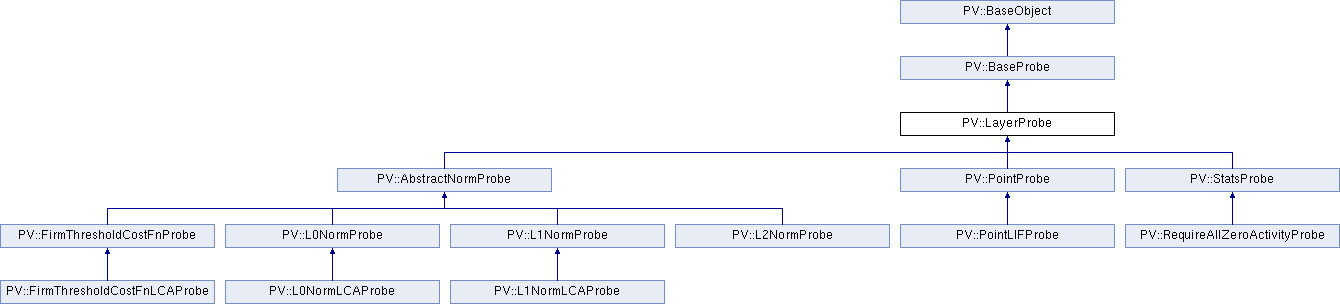 PV::BaseObject
PV::BaseProbe
PV::LayerProbe
PV::AbstractNormProbe
PV::PointProbe
PV::StatsProbe
PV::FirmThresholdCostFnProbe
PV::L0NormProbe
PV::L1NormProbe
PV::L2NormProbe
PV::PointLIFProbe
PV::RequireAllZeroActivityProbe
PV::FirmThresholdCostFnLCAProbe
PV::L0NormLCAProbe
PV::L1NormLCAProbe